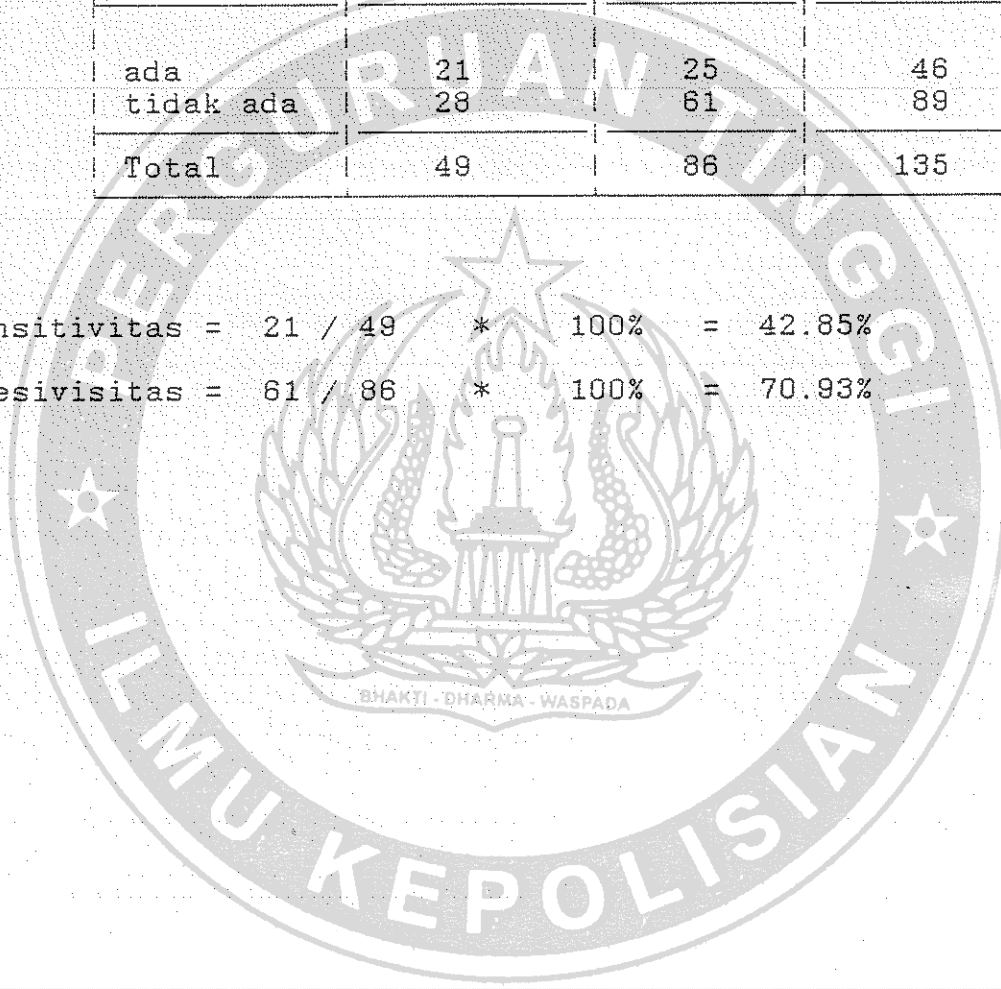 ada 21 25 46
tidak ada 28 61 89
Total 49 86 135
nsitivitas = 21 / 49 * 100% = 42.85%
esivisitas = 61 / 86 * 100% = 70.93%
PERGURUAN TINGGI
BHAKTI - DHARMA - WASPADA
ILMU KEPOLISIAN